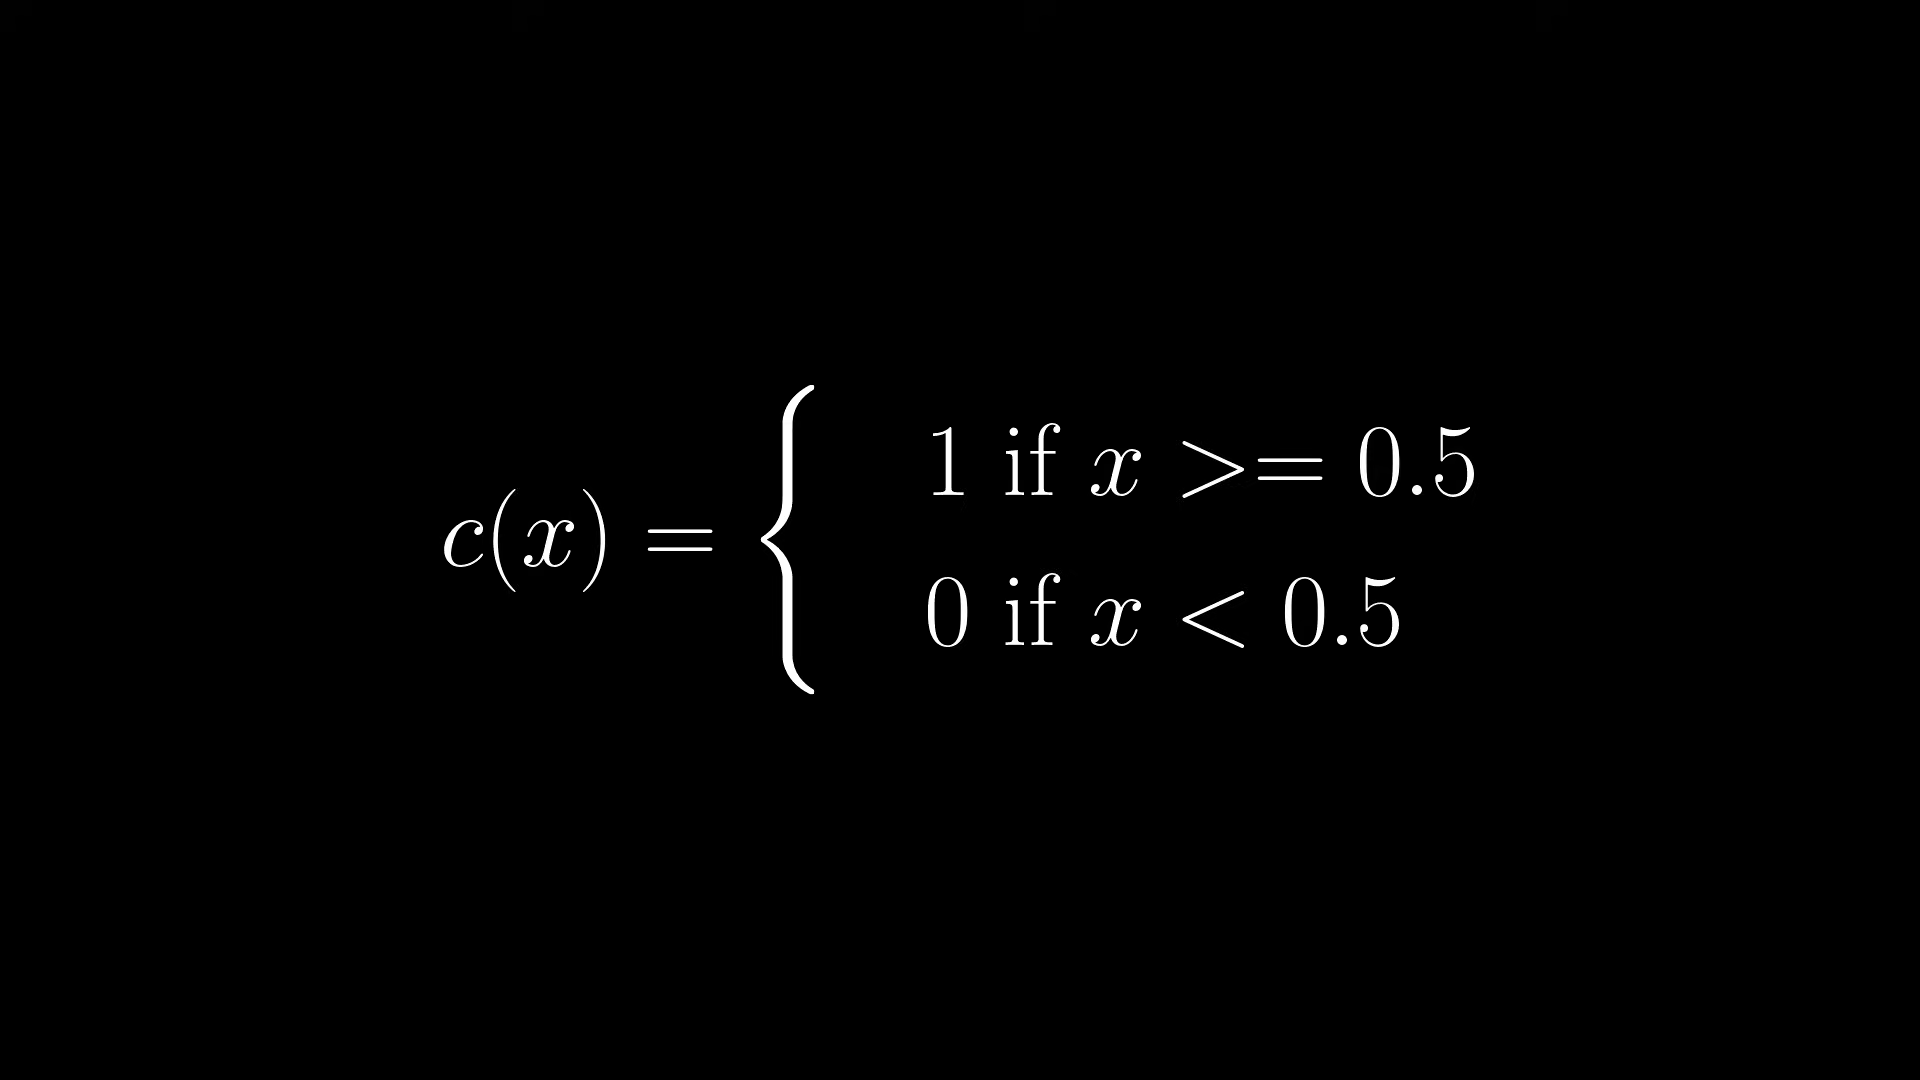 c(x) = {
1 if x >= 0.5
0 if x < 0.5